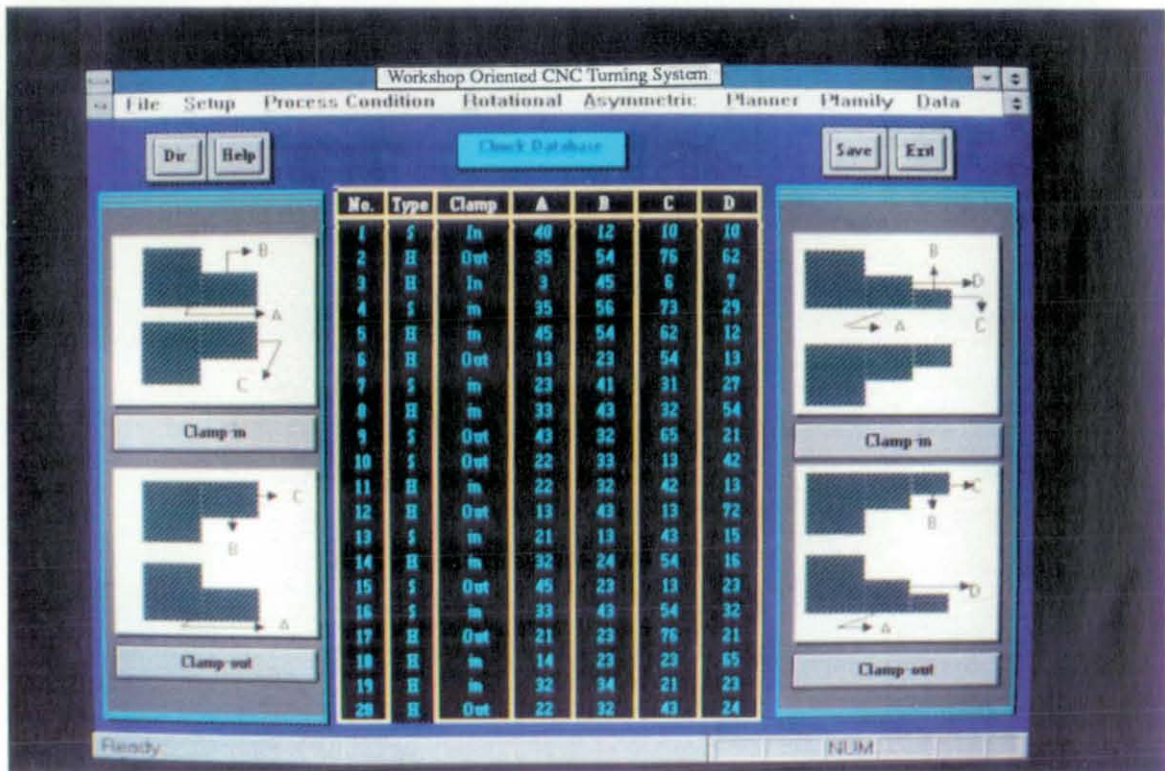 Workshop Oriented CNC Turning System
File Setup Process Condition Rotational Asymmetric Planner Plamily Data
Dir Help Chuck Database Save Exit
No. Type Clamp A B C D
1 S In 40 12 10 10
2 H Out 35 54 76 62
3 H In 3 45 6 7
4 S in 35 56 73 29
5 H in 45 54 62 12
6 H Out 13 23 54 13
7 S in 23 41 31 27
8 H in 33 43 32 54
9 S Out 43 32 65 21
10 S Out 22 33 13 42
11 H in 22 32 42 13
12 H Out 13 43 13 72
13 S in 21 13 43 15
14 H in 32 24 54 16
15 S Out 45 23 13 23
16 S in 33 43 54 32
17 H Out 21 23 76 21
18 H in 14 23 23 65
19 H in 32 34 21 23
20 H Out 22 32 43 24
B
A
C
Clamp-in
C
B
A
Clamp-out
B
D
A
C
Clamp-in
C
B
D
A
Clamp-out
Ready NUM